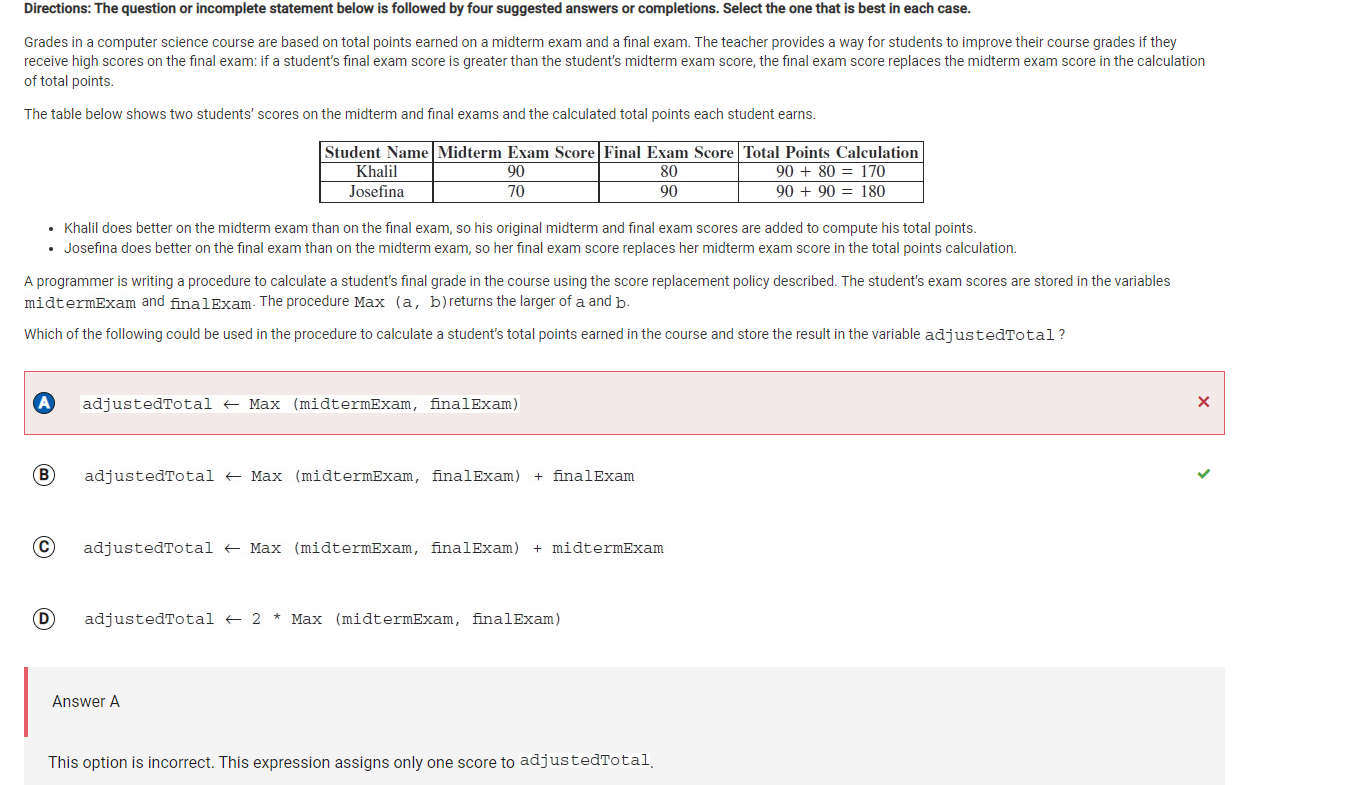 Directions: The question or incomplete statement below is followed by four suggested answers or completions. Select the one that is best in each case.
Grades in a computer science course are based on total points earned on a midterm exam and a final exam. The teacher provides a way for students to improve their course grades if they
receive high scores on the final exam: if a student's final exam score is greater than the student's midterm exam score, the final exam score replaces the midterm exam score in the calculation
of total points.
The table below shows two students' scores on the midterm and final exams and the calculated total points each student earns.
Student Name Midterm Exam Score Final Exam Score Total Points Calculation
Khalil 90 80 90 + 80 = 170
Josefina 70 90 90 + 90 = 180
• Khalil does better on the midterm exam than on the final exam, so his original midterm and final exam scores are added to compute his total points.
• Josefina does better on the final exam than on the midterm exam, so her final exam score replaces her midterm exam score in the total points calculation.
A programmer is writing a procedure to calculate a student's final grade in the course using the score replacement policy described. The student's exam scores are stored in the variables
midtermExam and finalExam. The procedure Max (a, b)returns the larger of a and b.
Which of the following could be used in the procedure to calculate a student's total points earned in the course and store the result in the variable adjustedTotal ?
A adjustedTotal ← Max (midtermExam, finalExam)
B adjustedTotal ← Max (midtermExam, finalExam) + finalExam
C adjustedTotal ← Max (midtermExam, finalExam) + midtermExam
D adjustedTotal ← 2 * Max (midtermExam, finalExam)
Answer A
This option is incorrect. This expression assigns only one score to adjustedTotal.